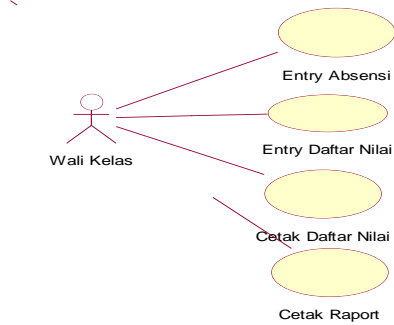 Entry Absensi
Entry Daftar Nilai
Wali Kelas
Cetak Daftar Nilai
Cetak Raport